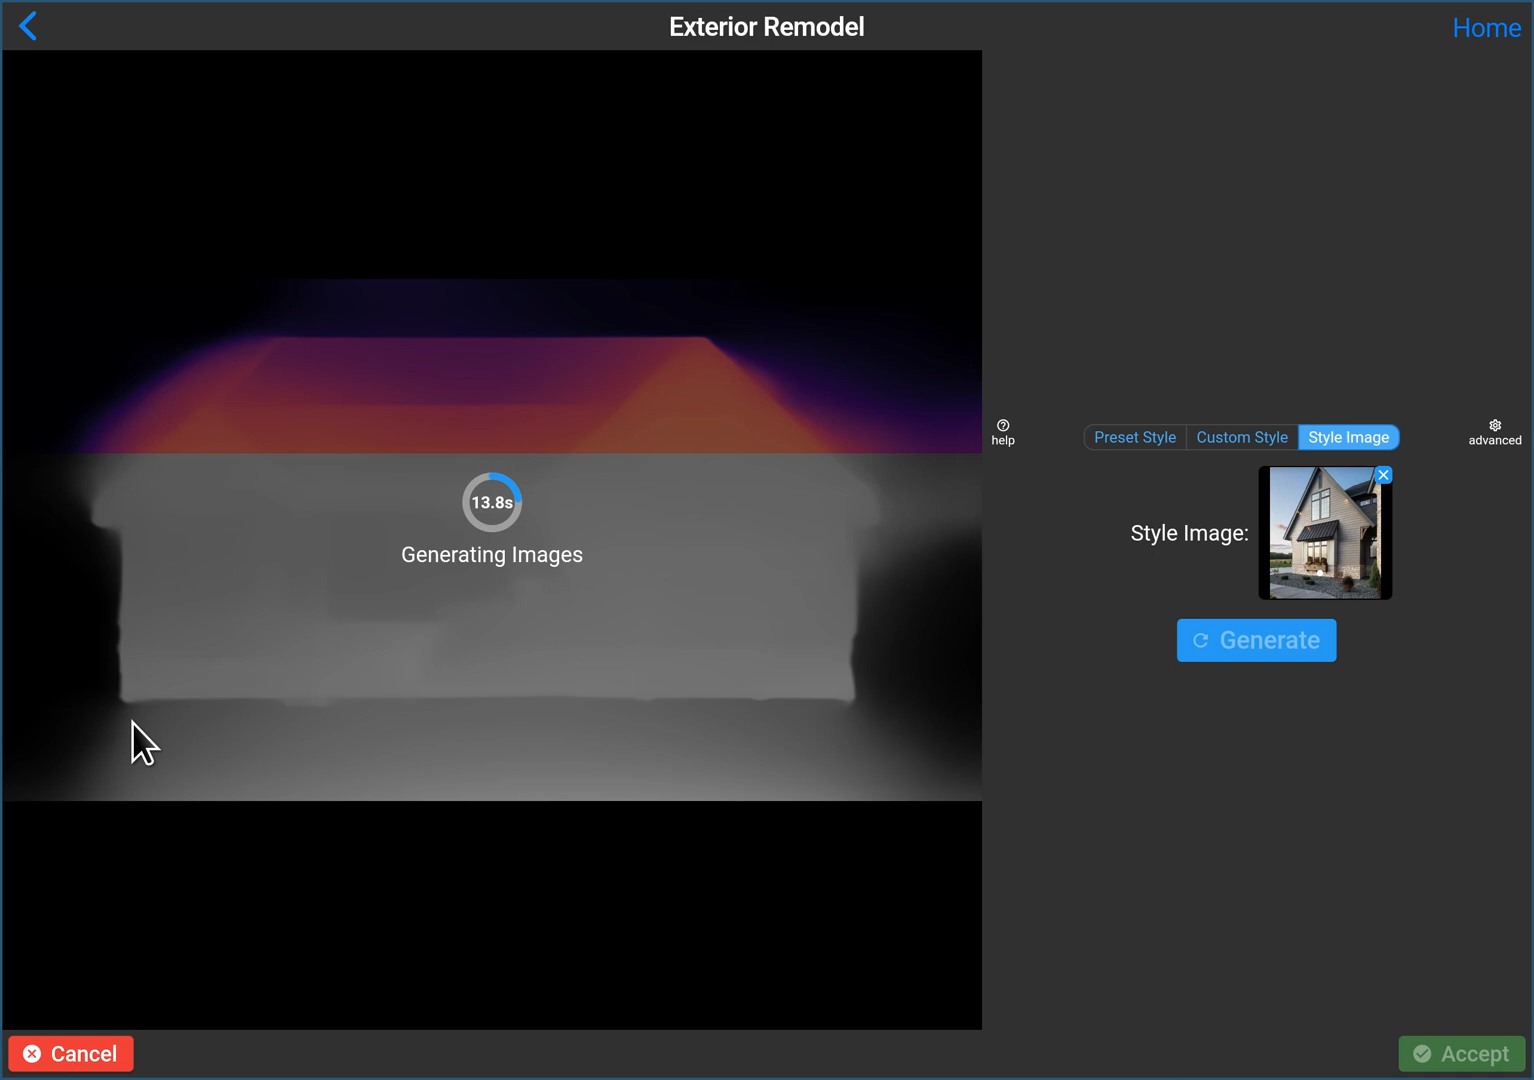 Exterior Remodel
Home
help
Preset Style
Custom Style
Style Image
advanced
13.8s
Generating Images
Style Image:
Generate
Cancel
Accept